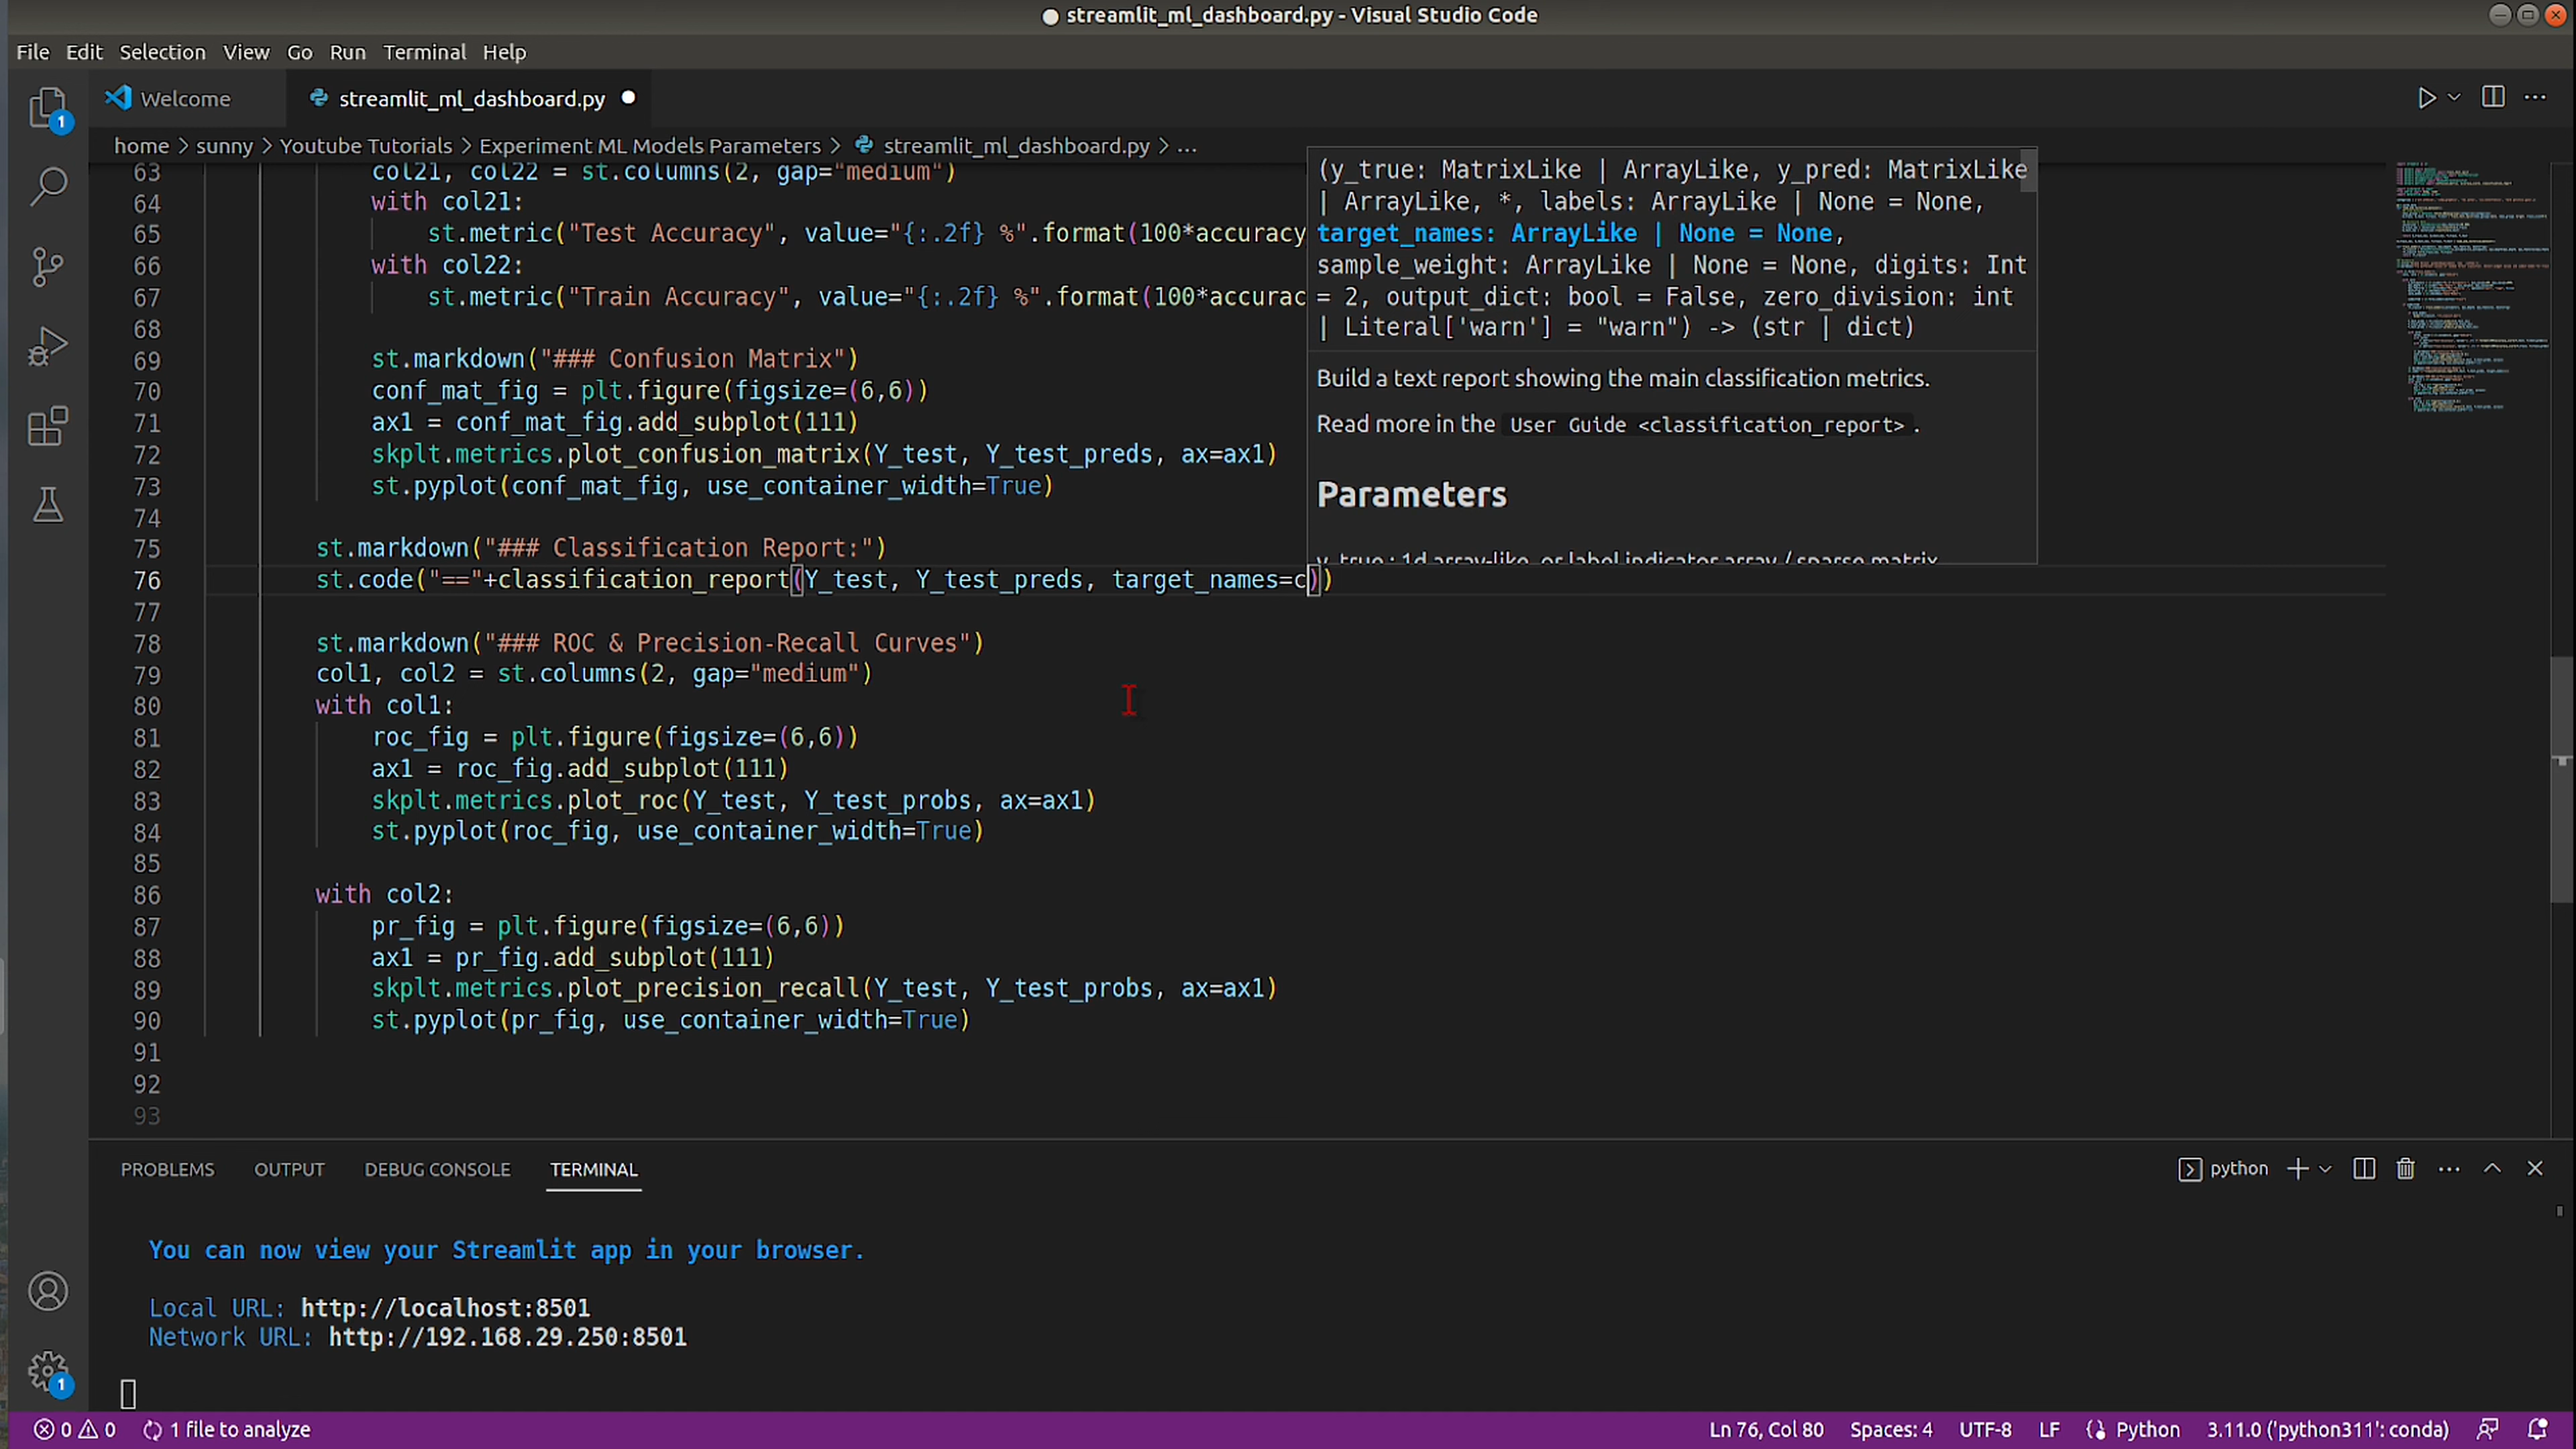 streamlit_ml_dashboard.py - Visual Studio Code
File Edit Selection View Go Run Terminal Help
Welcome streamlit_ml_dashboard.py
home > sunny > Youtube Tutorials > Experiment ML Models Parameters > streamlit_ml_dashboard.py > ...
63 col21, col22 = st.columns(2, gap="medium")
64 with col21:
65 st.metric("Test Accuracy", value="{:.2f} %".format(100*accuracy
66 with col22:
67 st.metric("Train Accuracy", value="{:.2f} %".format(100*accurac
68
69 st.markdown("### Confusion Matrix")
70 conf_mat_fig = plt.figure(figsize=(6,6))
71 ax1 = conf_mat_fig.add_subplot(111)
72 skplt.metrics.plot_confusion_matrix(Y_test, Y_test_preds, ax=ax1)
73 st.pyplot(conf_mat_fig, use_container_width=True)
74
75 st.markdown("### Classification Report:")
76 st.code("=="+classification_report(Y_test, Y_test_preds, target_names=c))
77
78 st.markdown("### ROC & Precision-Recall Curves")
79 col1, col2 = st.columns(2, gap="medium")
80 with col1:
81 roc_fig = plt.figure(figsize=(6,6))
82 ax1 = roc_fig.add_subplot(111)
83 skplt.metrics.plot_roc(Y_test, Y_test_probs, ax=ax1)
84 st.pyplot(roc_fig, use_container_width=True)
85
86 with col2:
87 pr_fig = plt.figure(figsize=(6,6))
88 ax1 = pr_fig.add_subplot(111)
89 skplt.metrics.plot_precision_recall(Y_test, Y_test_probs, ax=ax1)
90 st.pyplot(pr_fig, use_container_width=True)
91
92
93
(y_true: MatrixLike | ArrayLike, y_pred: MatrixLike
| ArrayLike, *, labels: ArrayLike | None = None,
target_names: ArrayLike | None = None,
sample_weight: ArrayLike | None = None, digits: Int
= 2, output_dict: bool = False, zero_division: int
| Literal['warn'] = "warn") -> (str | dict)
Build a text report showing the main classification metrics.
Read more in the User Guide <classification_report> .
Parameters
y_true : 1d array-like, or label indicator array / sparse matrix
PROBLEMS OUTPUT DEBUG CONSOLE TERMINAL python
You can now view your Streamlit app in your browser.
Local URL: http://localhost:8501
Network URL: http://192.168.29.250:8501
1
1
0 0 1 file to analyze Ln 76, Col 80 Spaces: 4 UTF-8 LF Python 3.11.0 ('python311': conda)